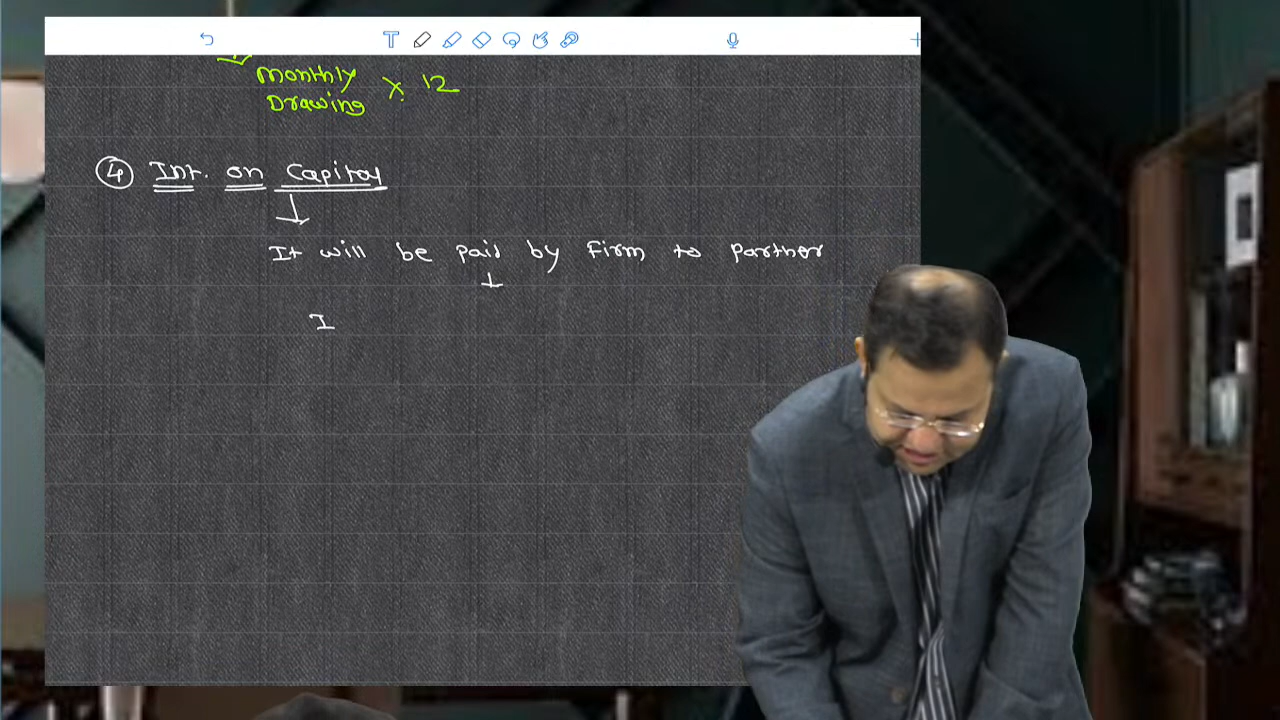 Monthly
Drawing × 12
④ Int. on Capital
It will be paid by Firm to partner
I